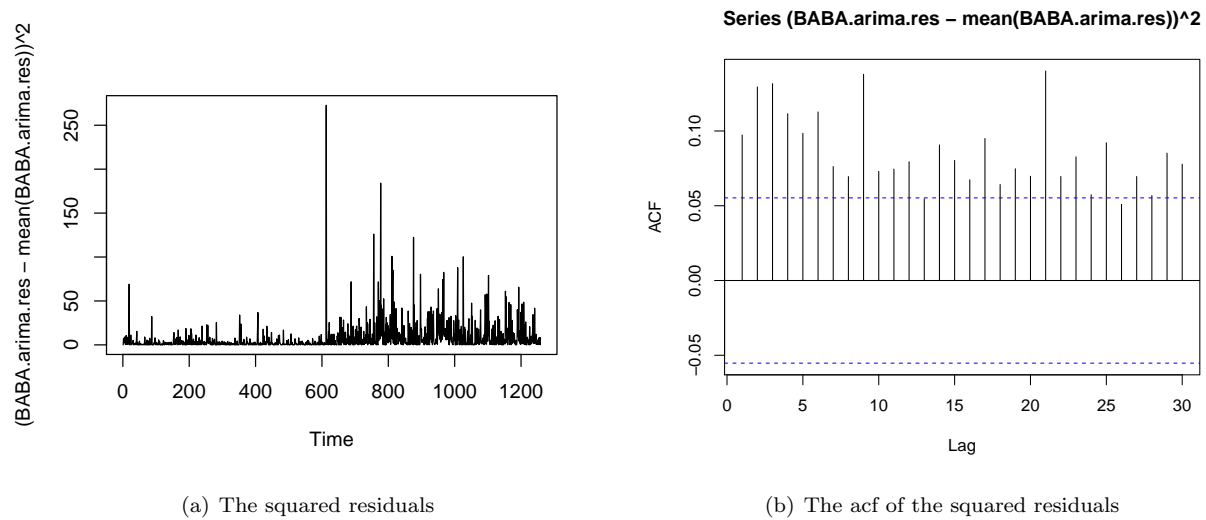 (BABA.arima.res − mean(BABA.arima.res))^2
250
150
50
0
0 200 400 600 800 1000 1200
Time
(a) The squared residuals
Series (BABA.arima.res − mean(BABA.arima.res))^2
ACF
0.10
0.05
0.00
−0.05
0 5 10 15 20 25 30
Lag
(b) The acf of the squared residuals